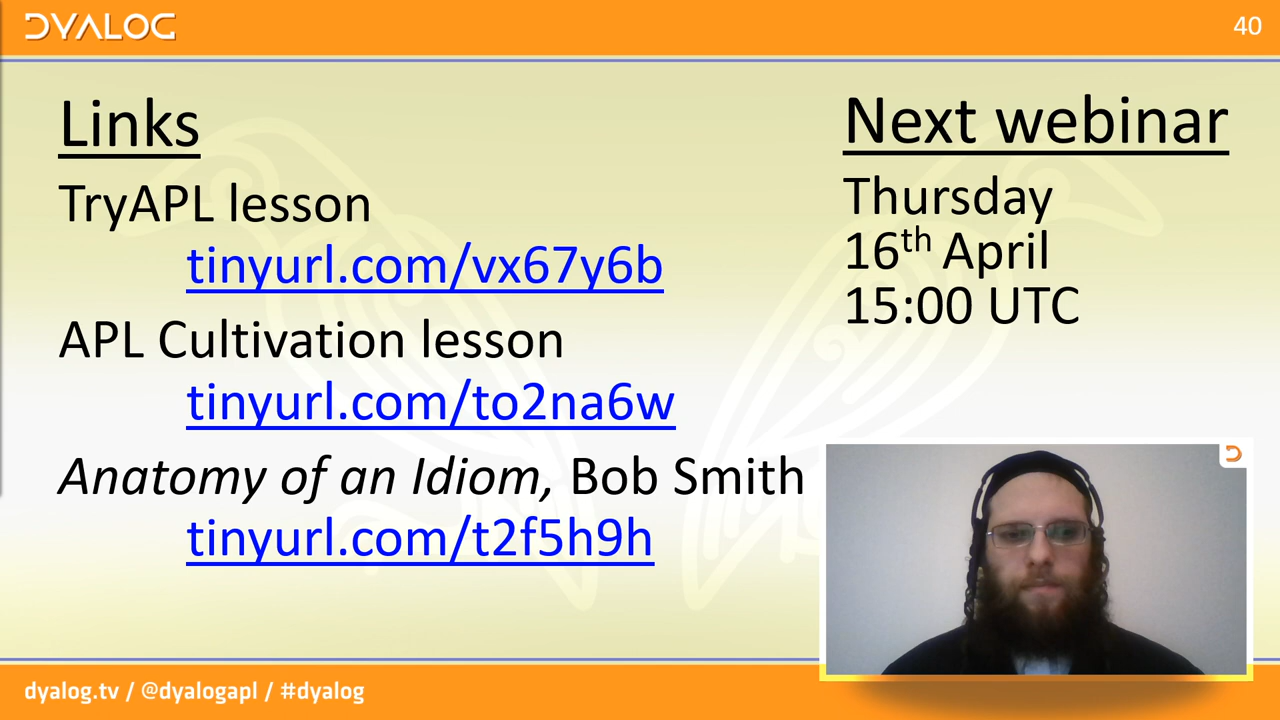 DYALOG
40
Links
TryAPL lesson
tinyurl.com/vx67y6b
APL Cultivation lesson
tinyurl.com/to2na6w
Anatomy of an Idiom, Bob Smith
tinyurl.com/t2f5h9h
Next webinar
Thursday
16th April
15:00 UTC
dyalog.tv / @dyalogapl / #dyalog